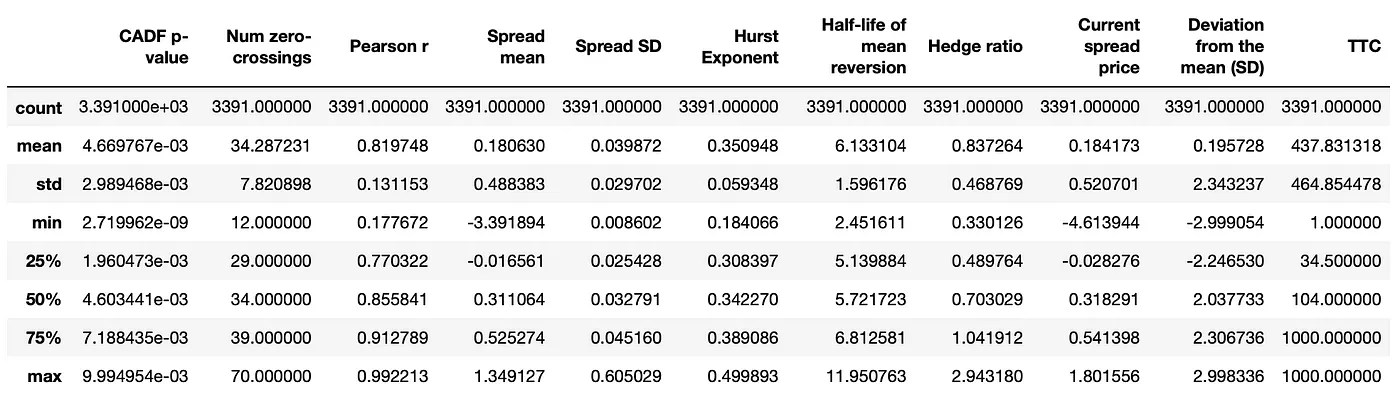 CADF p-value Num zero-crossings Pearson r Spread mean Spread SD Hurst Exponent Half-life of mean reversion Hedge ratio Current spread price Deviation from the mean (SD) TTC
count 3.391000e+03 3391.000000 3391.000000 3391.000000 3391.000000 3391.000000 3391.000000 3391.000000 3391.000000 3391.000000 3391.000000
mean 4.669767e-03 34.287231 0.819748 0.180630 0.039872 0.350948 6.133104 0.837264 0.184173 0.195728 437.831318
std 2.989468e-03 7.820898 0.131153 0.488383 0.029702 0.059348 1.596176 0.468769 0.520701 2.343237 464.854478
min 2.719962e-09 12.000000 0.177672 -3.391894 0.008602 0.184066 2.451611 0.330126 -4.613944 -2.999054 1.000000
25% 1.960473e-03 29.000000 0.770322 -0.016561 0.025428 0.308397 5.139884 0.489764 -0.028276 -2.246530 34.500000
50% 4.603441e-03 34.000000 0.855841 0.311064 0.032791 0.342270 5.721723 0.703029 0.318291 2.037733 104.000000
75% 7.188435e-03 39.000000 0.912789 0.525274 0.045160 0.389086 6.812581 1.041912 0.541398 2.306736 1000.000000
max 9.994954e-03 70.000000 0.992213 1.349127 0.605029 0.499893 11.950763 2.943180 1.801556 2.998336 1000.000000